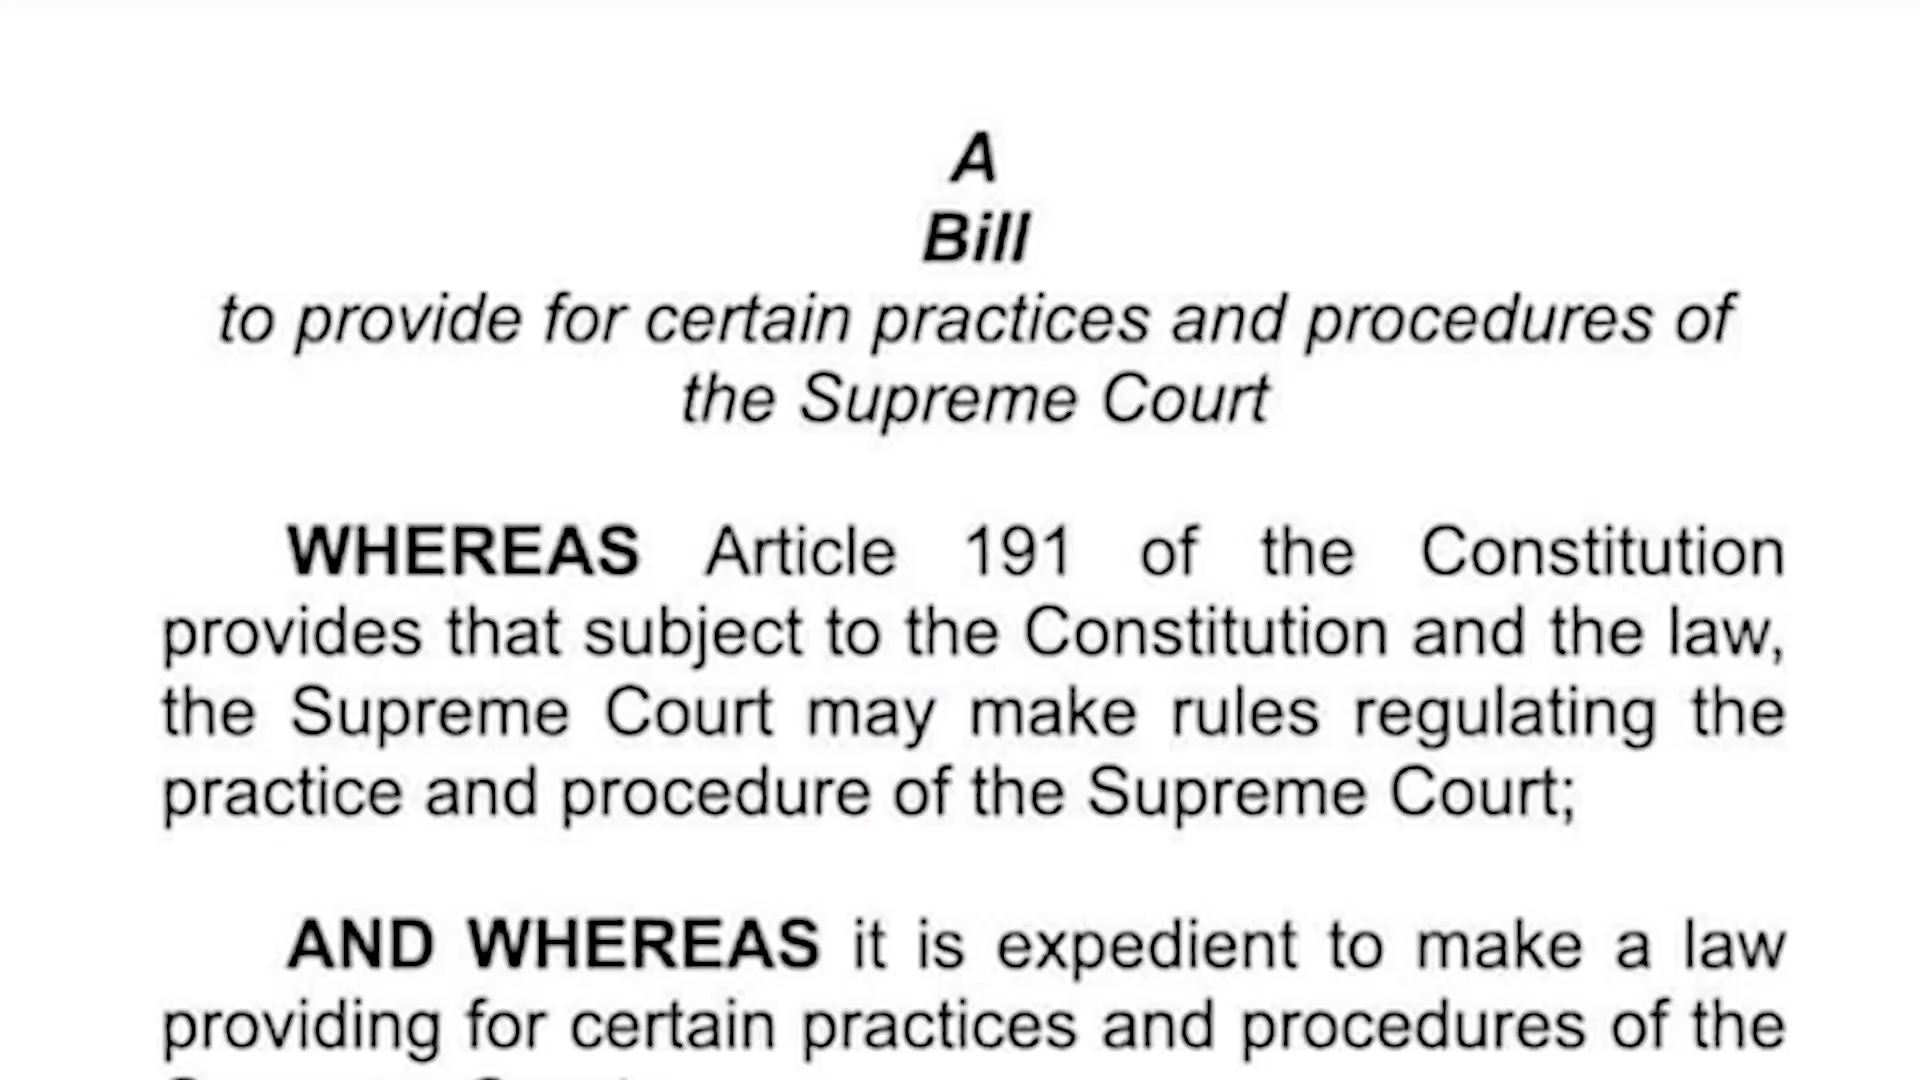 A
Bill
to provide for certain practices and procedures of
the Supreme Court
WHEREAS Article 191 of the Constitution
provides that subject to the Constitution and the law,
the Supreme Court may make rules regulating the
practice and procedure of the Supreme Court;
AND WHEREAS it is expedient to make a law
providing for certain practices and procedures of the